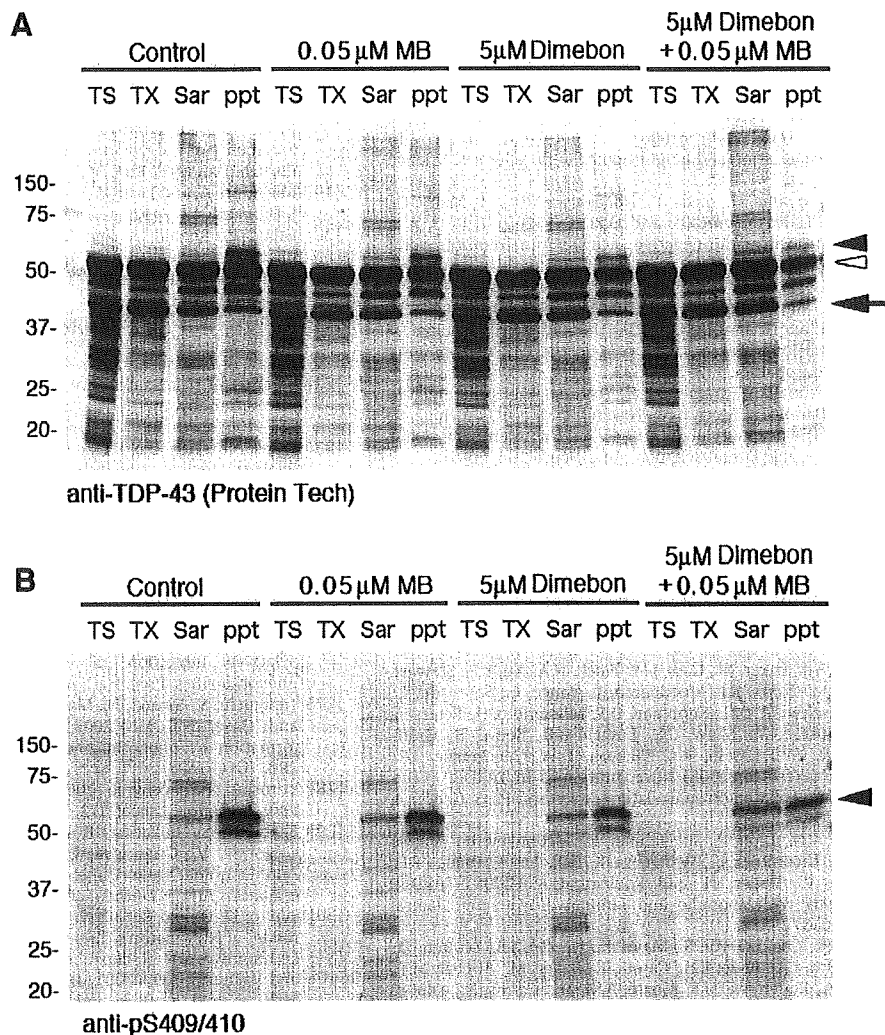 A
5μM Dimebon
Control 0.05 μM MB 5μM Dimebon + 0.05 μM MB
TS TX Sar ppt TS TX Sar ppt TS TX Sar ppt TS TX Sar ppt
150-
75-
50-
37-
25-
20-
anti-TDP-43 (Protein Tech)
B
5μM Dimebon
Control 0.05 μM MB 5μM Dimebon + 0.05 μM MB
TS TX Sar ppt TS TX Sar ppt TS TX Sar ppt TS TX Sar ppt
150-
75-
50-
37-
25-
20-
anti-pS409/410